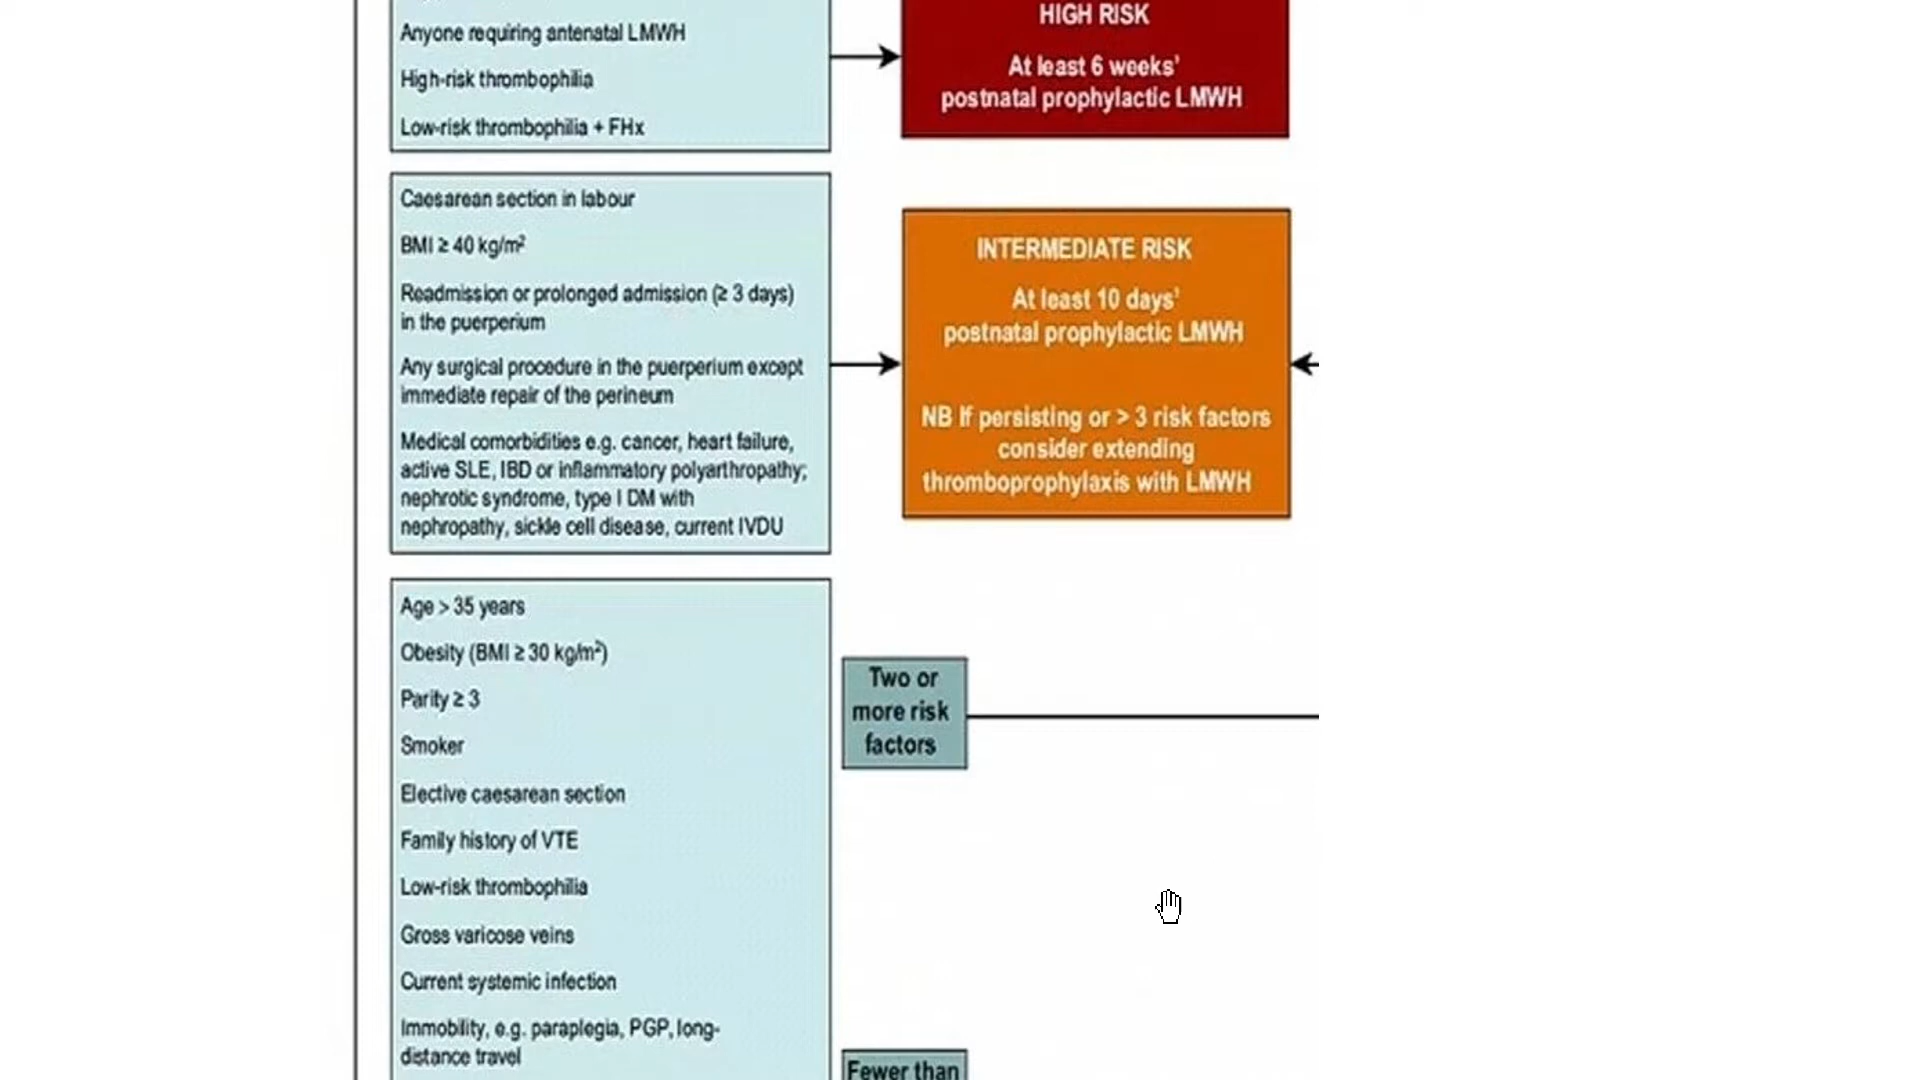 Anyone requiring antenatal LMWH
High-risk thrombophilia
Low-risk thrombophilia + FHx
HIGH RISK
At least 6 weeks'
postnatal prophylactic LMWH
Caesarean section in labour
BMI ≥ 40 kg/m²
Readmission or prolonged admission (≥ 3 days)
in the puerperium
Any surgical procedure in the puerperium except
immediate repair of the perineum
Medical comorbidities e.g. cancer, heart failure,
active SLE, IBD or inflammatory polyarthropathy;
nephrotic syndrome, type I DM with
nephropathy, sickle cell disease, current IVDU
INTERMEDIATE RISK
At least 10 days'
postnatal prophylactic LMWH
NB If persisting or > 3 risk factors
consider extending
thromboprophylaxis with LMWH
Age > 35 years
Obesity (BMI ≥ 30 kg/m²)
Parity ≥ 3
Smoker
Elective caesarean section
Family history of VTE
Low-risk thrombophilia
Gross varicose veins
Current systemic infection
Immobility, e.g. paraplegia, PGP, long-
distance travel
Two or
more risk
factors
Fewer than